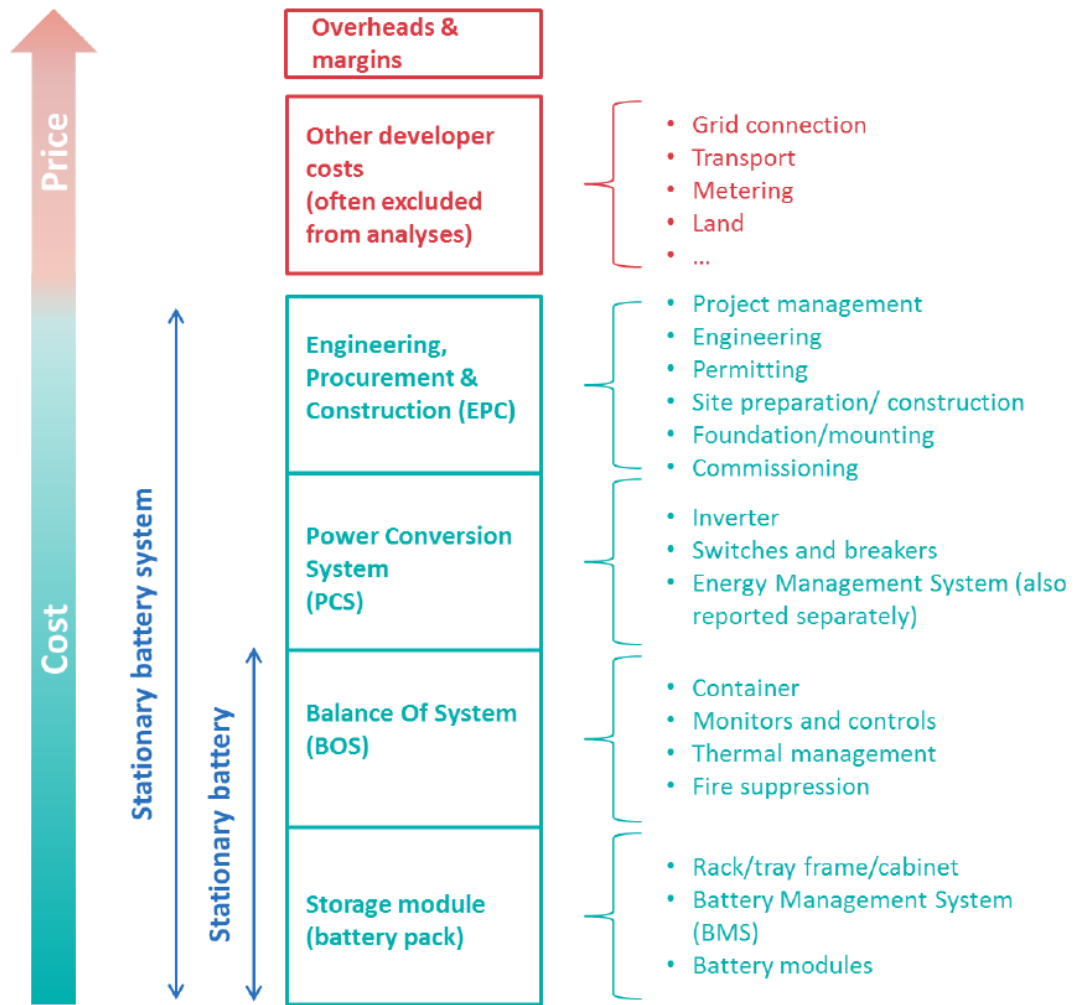 Price
Cost
Stationary battery system
Stationary battery
Overheads &
margins
Other developer
costs
(often excluded
from analyses)
• Grid connection
• Transport
• Metering
• Land
• ...
Engineering,
Procurement &
Construction (EPC)
• Project management
• Engineering
• Permitting
• Site preparation/ construction
• Foundation/mounting
• Commissioning
Power Conversion
System
(PCS)
• Inverter
• Switches and breakers
• Energy Management System (also
reported separately)
Balance Of System
(BOS)
• Container
• Monitors and controls
• Thermal management
• Fire suppression
Storage module
(battery pack)
• Rack/tray frame/cabinet
• Battery Management System
(BMS)
• Battery modules